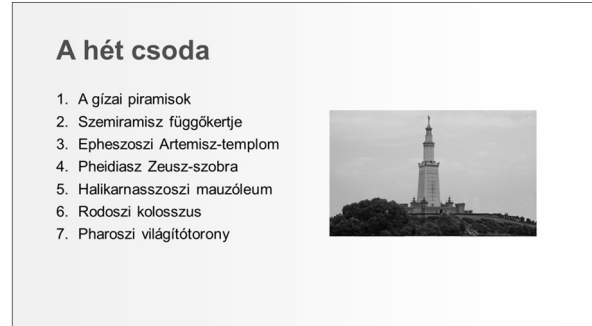 A hét csoda
1. A gízai piramisok
2. Szemiramisz függőkertje
3. Epheszoszi Artemisz-templom
4. Pheidiasz Zeusz-szobra
5. Halikarnasszoszi mauzóleum
6. Rodoszi kolosszus
7. Pharoszi világítótorony